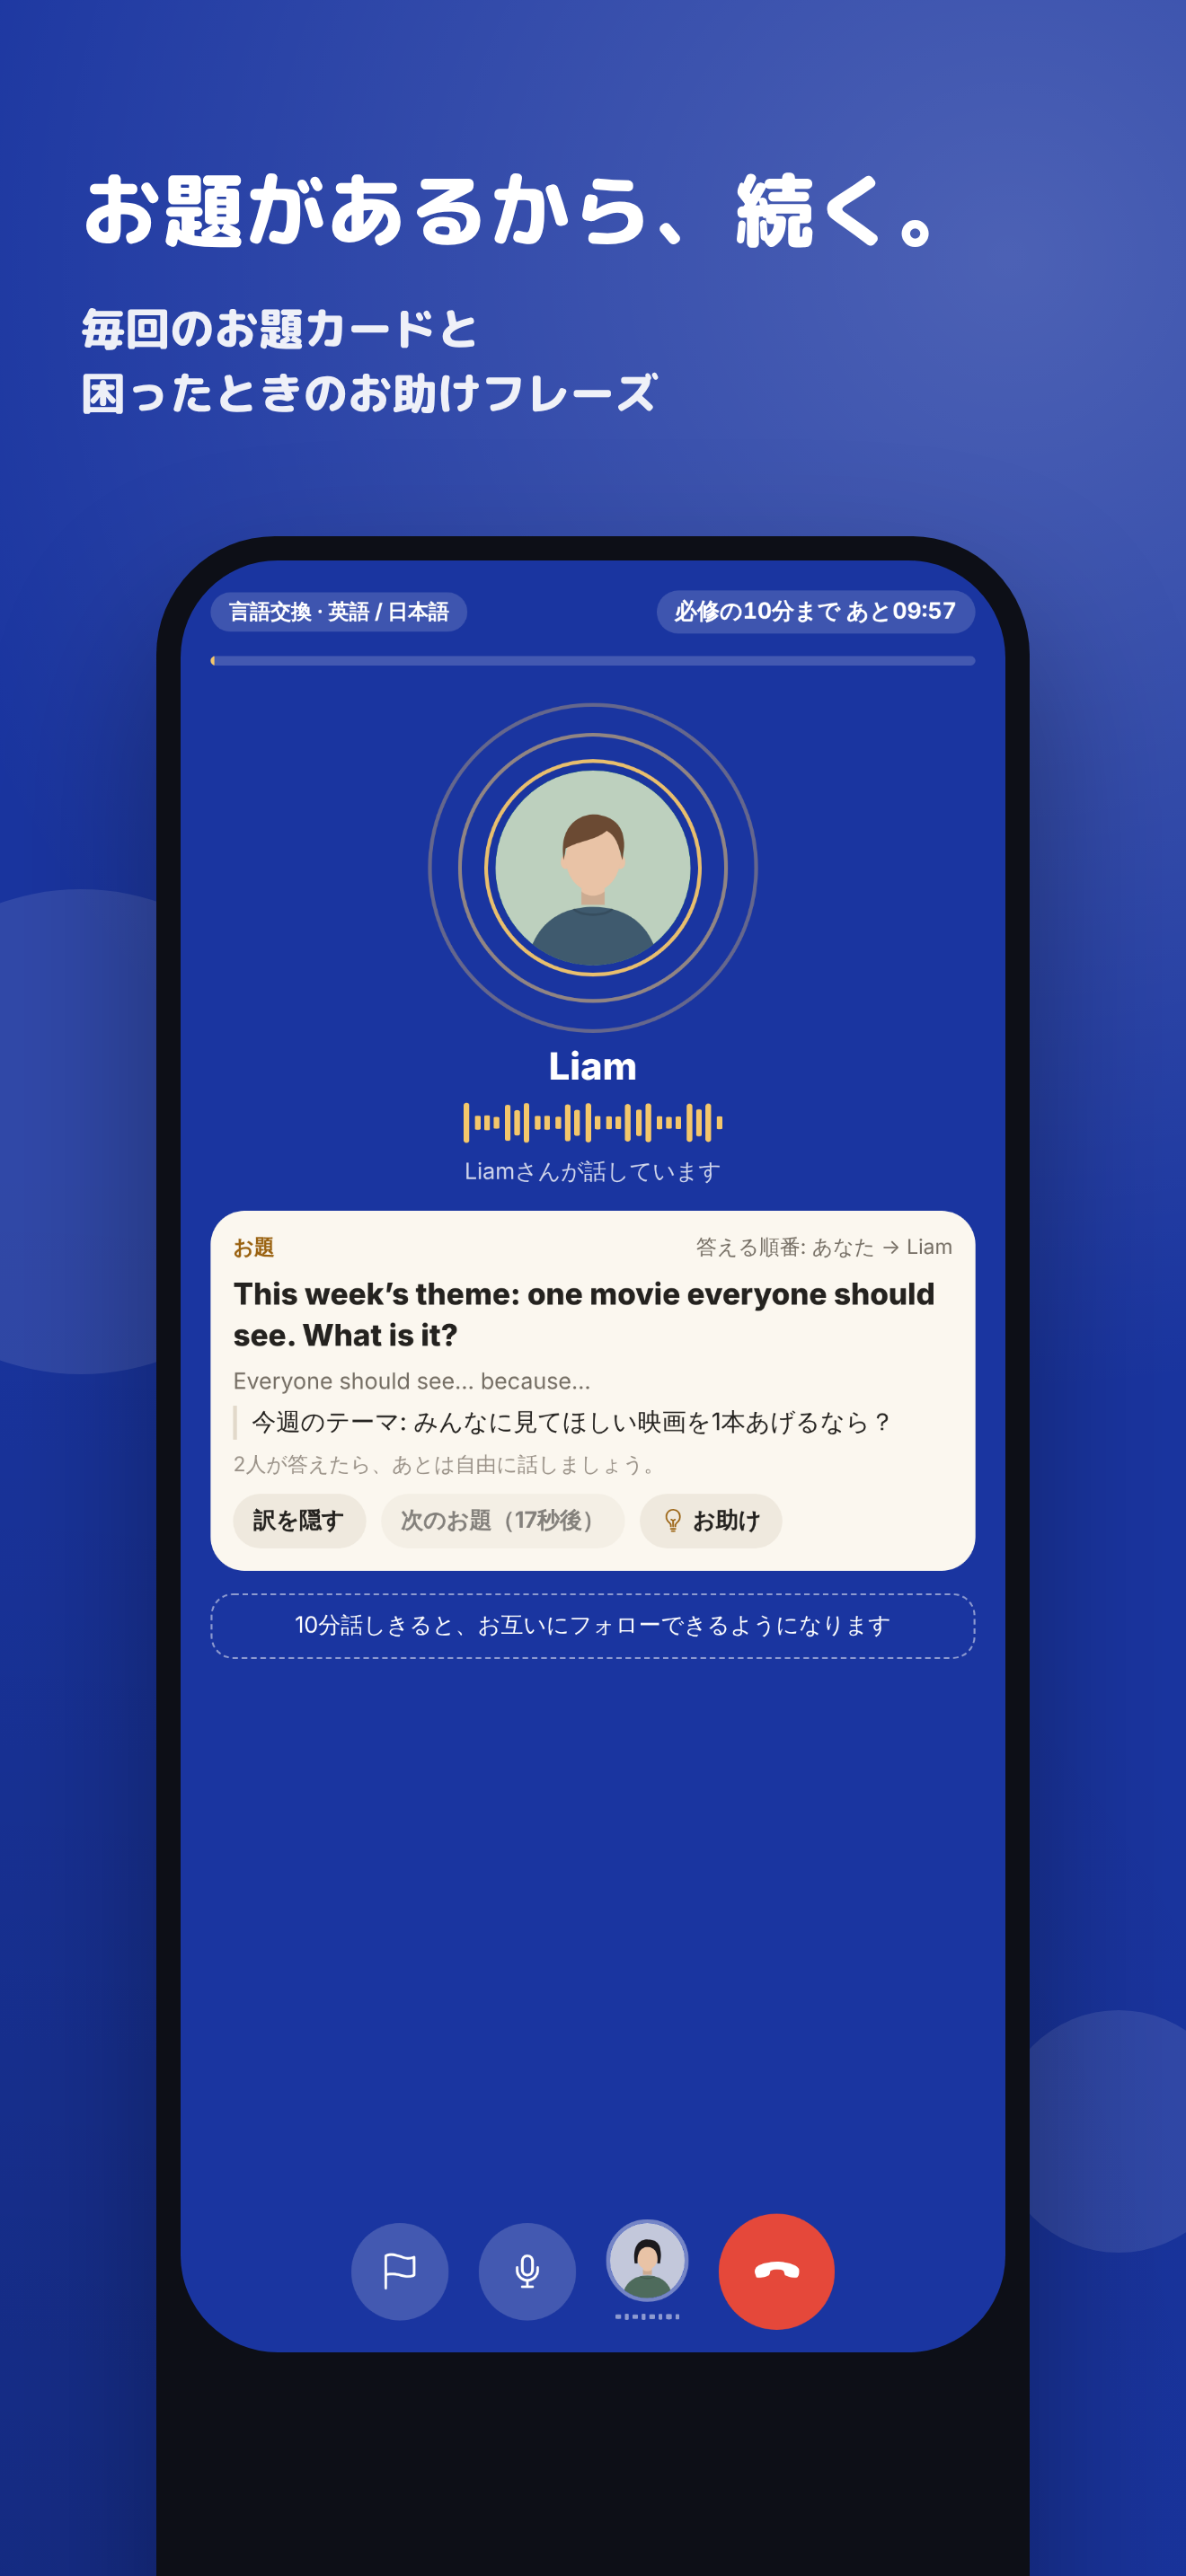 お題があるから、続く。
毎回のお題カードと
困ったときのお助けフレーズ
言語交換 · 英語 / 日本語
必修の10分まで あと09:57
Liam
Liamさんが話しています
お題
答える順番: あなた → Liam
This week’s theme: one movie everyone should
see. What is it?
Everyone should see... because...
今週のテーマ: みんなに見てほしい映画を1本あげるなら？
2人が答えたら、あとは自由に話しましょう。
訳を隠す
次のお題（17秒後）
お助け
10分話しきると、お互いにフォローできるようになります